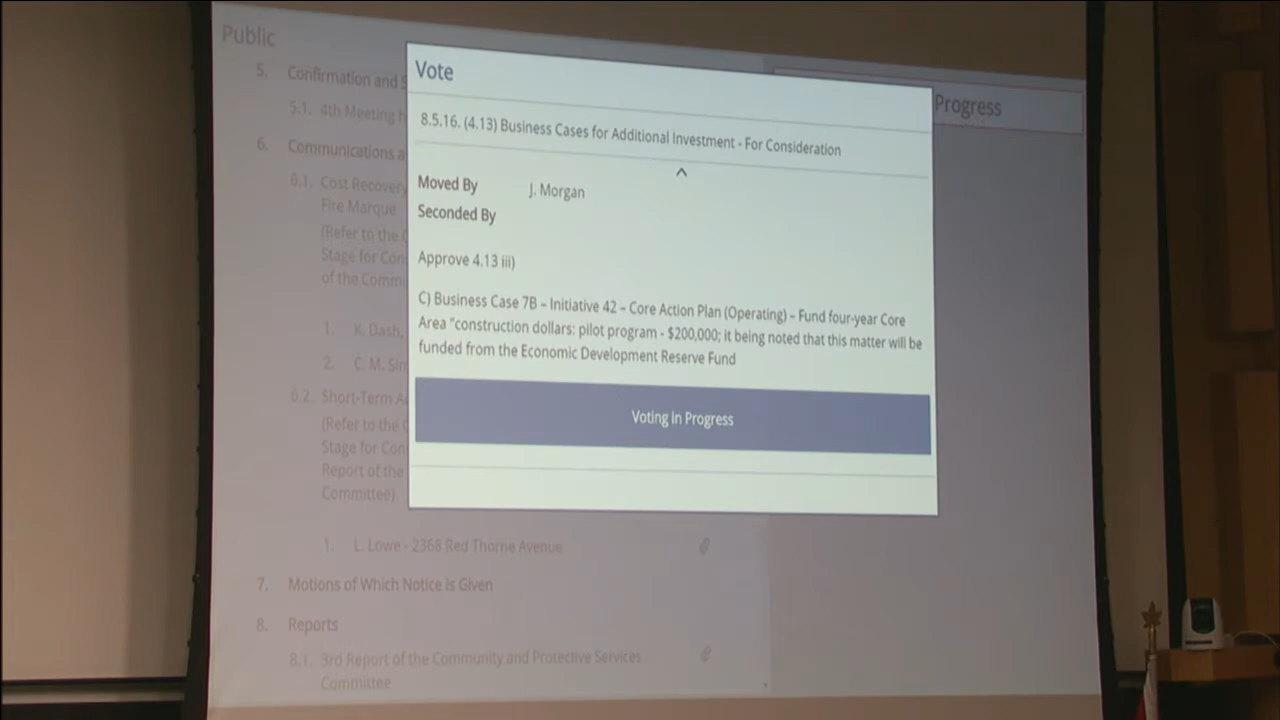 Public
5. Confirmation and S
5.1. 4th Meeting h
6. Communications a
6.1. Cost Recovery
Fire Marque
(Refer to the C
Stage for Con
of the Comm
1. K. Dash,
2. C. M. Sim
6.2. Short-Term A
(Refer to the C
Stage for Con
Report of the
Committee)
1. L. Lowe - 2368 Red Thorne Avenue
7. Motions of Which Notice is Given
8. Reports
8.1. 3rd Report of the Community and Protective Services
Committee
Progress
Vote
8.5.16. (4.13) Business Cases for Additional Investment - For Consideration
Moved By J. Morgan
Seconded By
Approve 4.13 iii)
C) Business Case 7B – Initiative 42 – Core Action Plan (Operating) – Fund four-year Core
Area "construction dollars: pilot program - $200,000; it being noted that this matter will be
funded from the Economic Development Reserve Fund
Voting in Progress